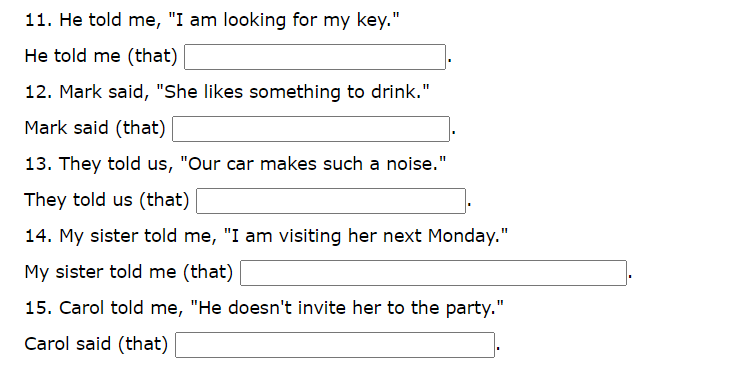 11. He told me, "I am looking for my key."
He told me (that) .
12. Mark said, "She likes something to drink."
Mark said (that) .
13. They told us, "Our car makes such a noise."
They told us (that) .
14. My sister told me, "I am visiting her next Monday."
My sister told me (that) .
15. Carol told me, "He doesn't invite her to the party."
Carol said (that) .